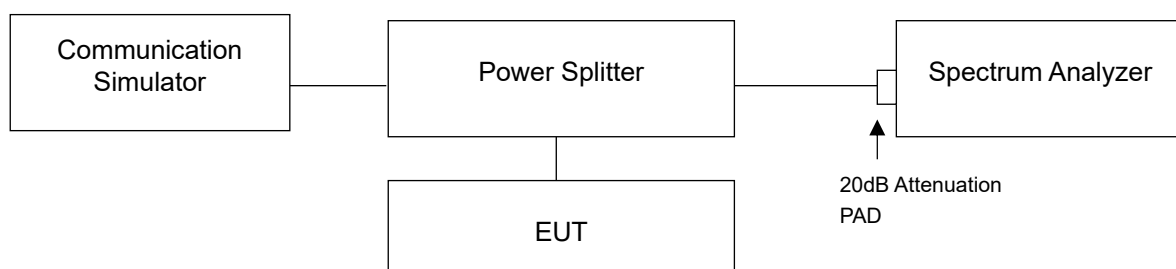 Communication
Simulator
Power Splitter
Spectrum Analyzer
20dB Attenuation
PAD
EUT